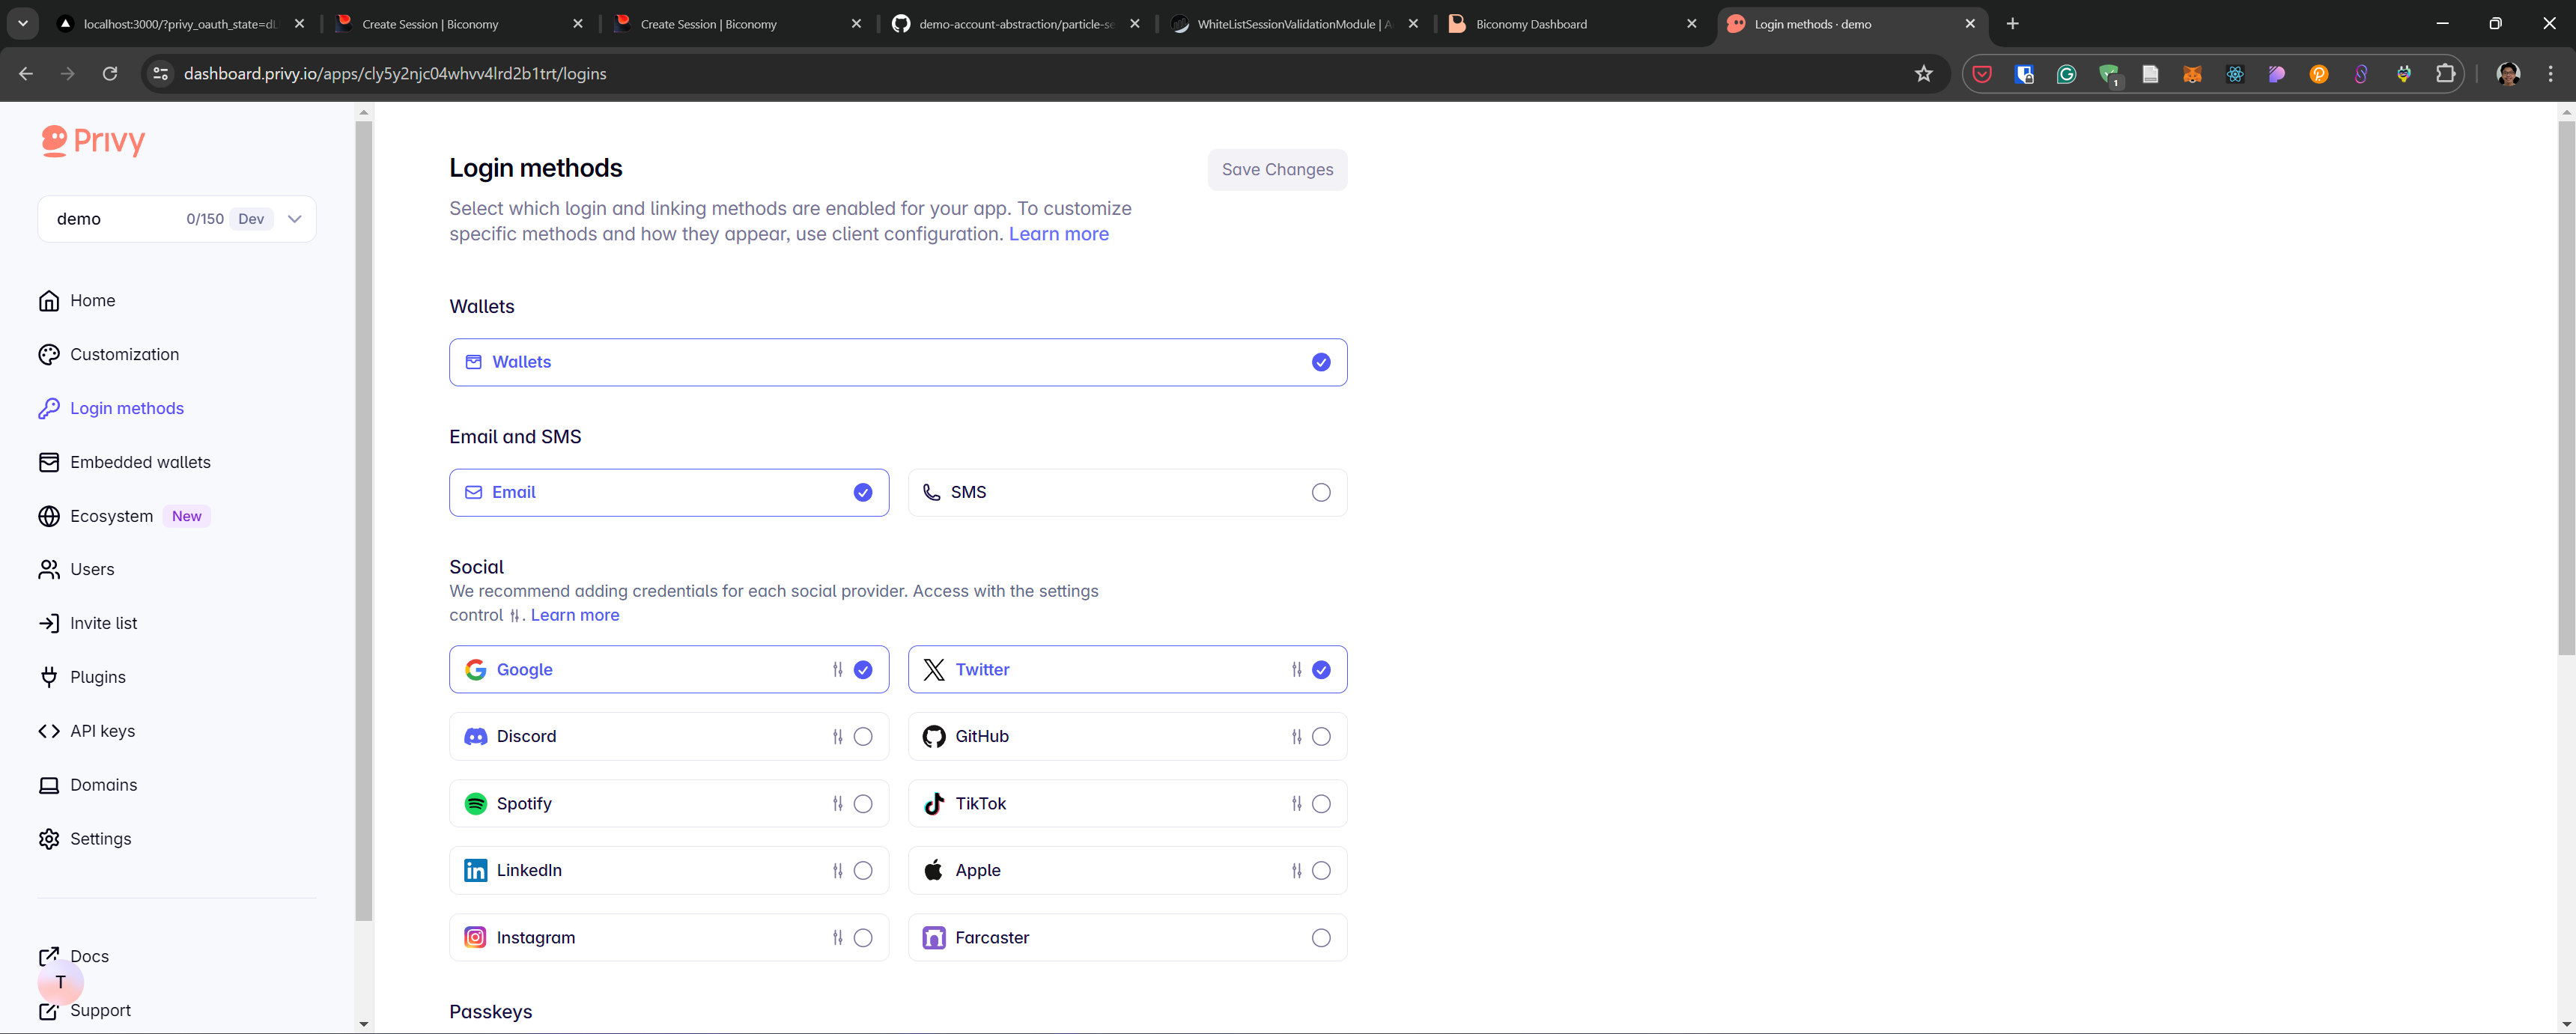 localhost:3000/?privy_oauth_state=dL
Create Session | Biconomy
Create Session | Biconomy
demo-account-abstraction/particle-se
WhiteListSessionValidationModule | A
Biconomy Dashboard
Login methods · demo
dashboard.privy.io/apps/cly5y2njc04whvv4lrd2b1trt/logins
1
Privy
demo 0/150 Dev
Home
Customization
Login methods
Embedded wallets
Ecosystem New
Users
Invite list
Plugins
API keys
Domains
Settings
Docs
T
Support
Login methods
Save Changes
Select which login and linking methods are enabled for your app. To customize
specific methods and how they appear, use client configuration. Learn more
Wallets
Wallets
Email and SMS
Email
SMS
Social
We recommend adding credentials for each social provider. Access with the settings
control . Learn more
Google
Twitter
Discord
GitHub
Spotify
TikTok
LinkedIn
Apple
Instagram
Farcaster
Passkeys